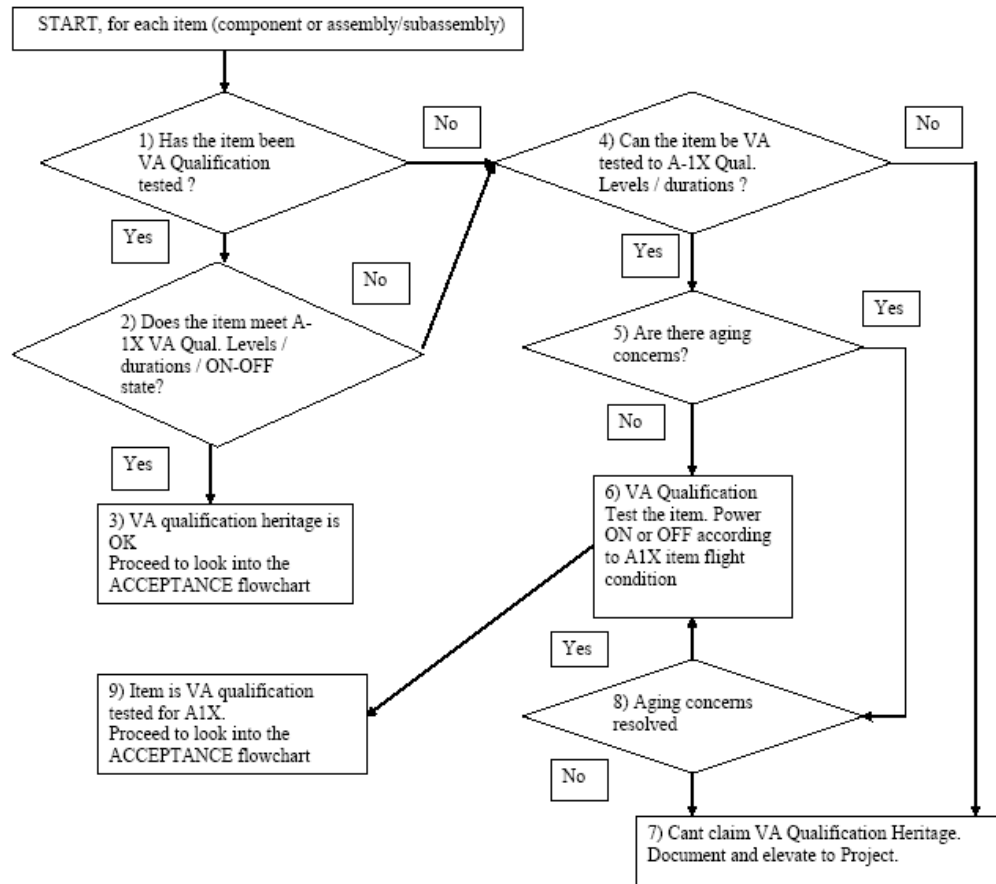 START, for each item (component or assembly/subassembly)
1) Has the item been
VA Qualification
tested ?
No
4) Can the item be VA
tested to A-1X Qual.
Levels / durations ?
No
Yes
Yes
2) Does the item meet A-
1X VA Qual. Levels /
durations / ON-OFF
state?
No
5) Are there aging
concerns?
Yes
Yes
No
3) VA qualification heritage is
OK
Proceed to look into the
ACCEPTANCE flowchart
6) VA Qualification
Test the item. Power
ON or OFF according
to A1X item flight
condition
Yes
9) Item is VA qualification
tested for A1X.
Proceed to look into the
ACCEPTANCE flowchart
8) Aging concerns
resolved
No
7) Cant claim VA Qualification Heritage.
Document and elevate to Project.